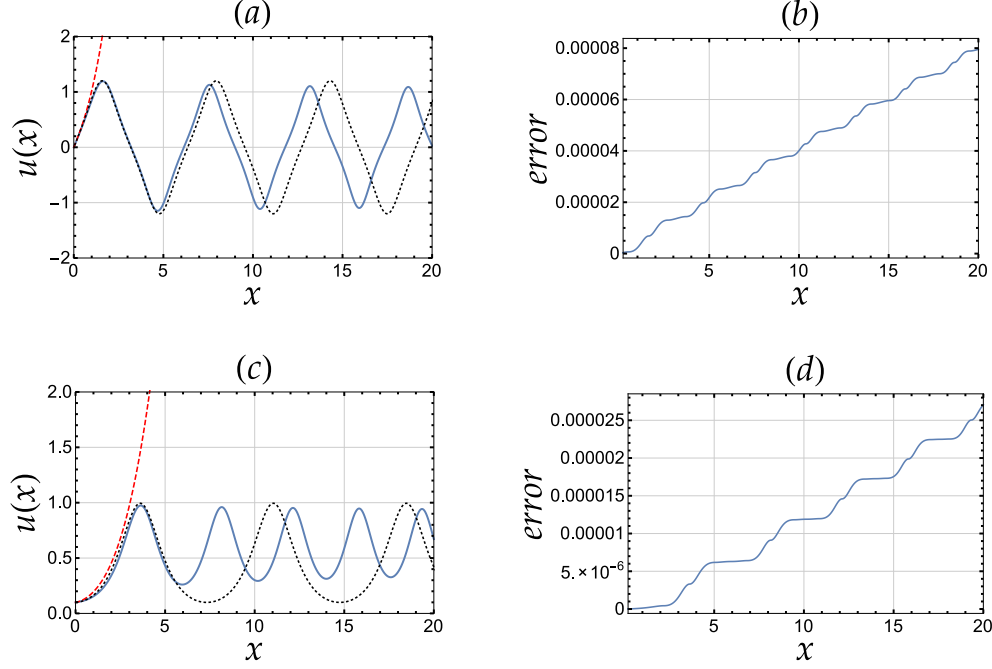 (a)
2
1
0
−1
−2
u(x)
0 5 10 15 20
x
(b)
0.00008
0.00006
0.00004
0.00002
0
error
5 10 15 20
x
(c)
2.0
1.5
1.0
0.5
0.0
u(x)
0 5 10 15 20
x
(d)
0.000025
0.00002
0.000015
0.00001
5.×10⁻⁶
0
error
5 10 15 20
x